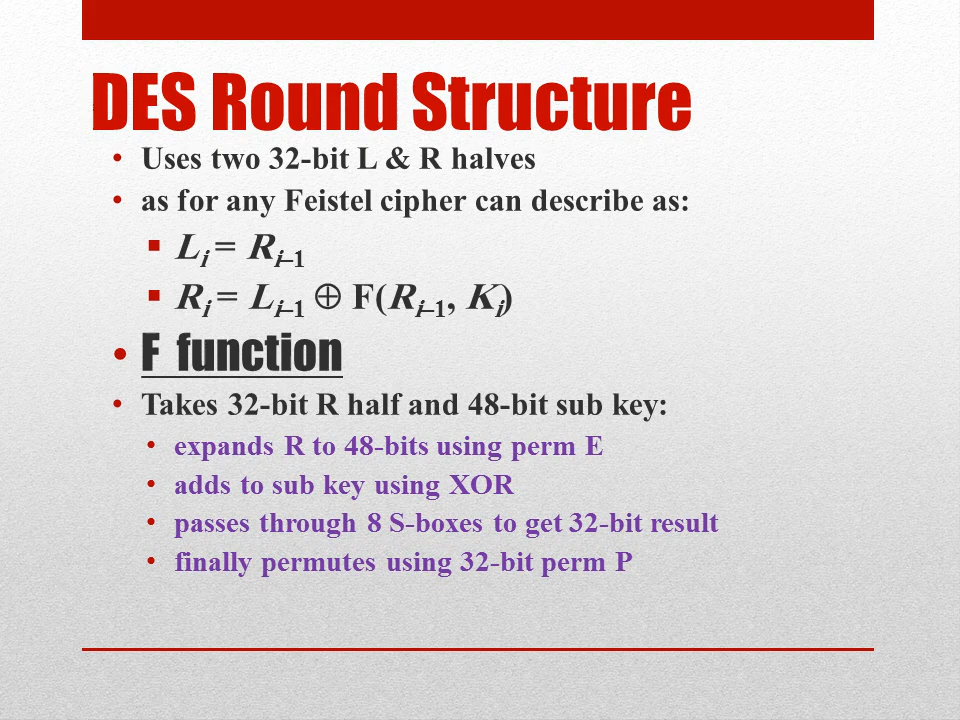 DES Round Structure
• Uses two 32-bit L & R halves
• as for any Feistel cipher can describe as:
▪ Lᵢ = Rᵢ₋₁
▪ Rᵢ = Lᵢ₋₁ ⊕ F(Rᵢ₋₁, Kᵢ)
• F function
• Takes 32-bit R half and 48-bit sub key:
• expands R to 48-bits using perm E
• adds to sub key using XOR
• passes through 8 S-boxes to get 32-bit result
• finally permutes using 32-bit perm P